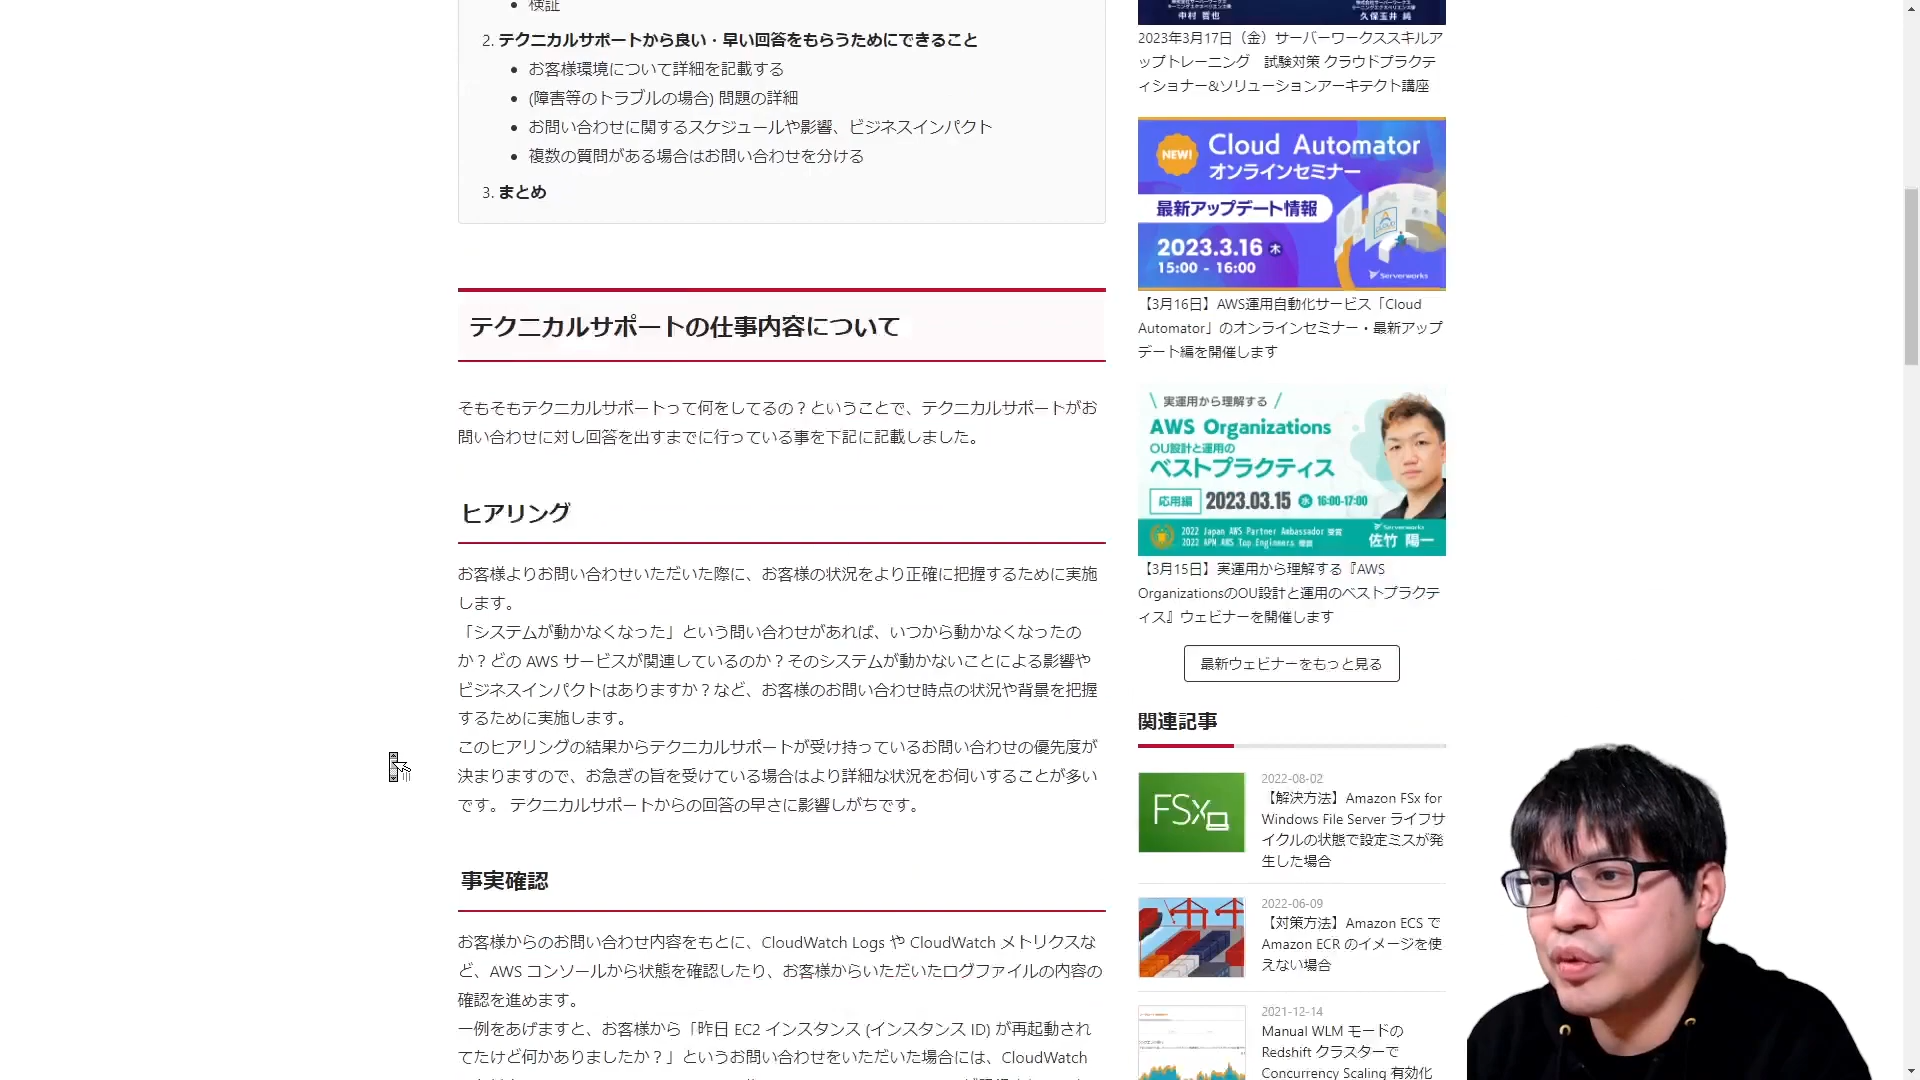 検証
2. テクニカルサポートから良い・早い回答をもらうためにできること
お客様環境について詳細を記載する
(障害等のトラブルの場合) 問題の詳細
お問い合わせに関するスケジュールや影響、ビジネスインパクト
複数の質問がある場合はお問い合わせを分ける
3. まとめ
テクニカルサポートの仕事内容について
そもそもテクニカルサポートって何をしてるの？ということで、テクニカルサポートがお
問い合わせに対し回答を出すまでに行っている事を下記に記載しました。
ヒアリング
お客様よりお問い合わせいただいた際に、お客様の状況をより正確に把握するために実施
します。
「システムが動かなくなった」という問い合わせがあれば、いつから動かなくなったの
か？どの AWS サービスが関連しているのか？そのシステムが動かないことによる影響や
ビジネスインパクトはありますか？など、お客様のお問い合わせ時点の状況や背景を把握
するために実施します。
このヒアリングの結果からテクニカルサポートが受け持っているお問い合わせの優先度が
決まりますので、お急ぎの旨を受けている場合はより詳細な状況をお伺いすることが多い
です。 テクニカルサポートからの回答の早さに影響しがちです。
事実確認
お客様からのお問い合わせ内容をもとに、CloudWatch Logs や CloudWatch メトリクスな
ど、AWS コンソールから状態を確認したり、お客様からいただいたログファイルの内容の
確認を進めます。
一例をあげますと、お客様から「昨日 EC2 インスタンス (インスタンス ID) が再起動され
てたけど何かありましたか？」というお問い合わせをいただいた場合には、CloudWatch
中村 哲也
久保玉井 純
2023年3月17日（金）サーバーワークススキルア
ップトレーニング 試験対策 クラウドプラクテ
ィショナー&ソリューションアーキテクト講座
NEW!
Cloud Automator
オンラインセミナー
最新アップデート情報
2023.3.16 木
15:00 - 16:00
CLOUD
Serverworks
【3月16日】AWS運用自動化サービス「Cloud
Automator」のオンラインセミナー・最新アップ
デート編を開催します
実運用から理解する
AWS Organizations
OU設計と運用の
ベストプラクティス
応用編 2023.03.15 水 16:00-17:00
2022 Japan AWS Partner Ambassador 受賞
2022 APN AWS Top Engineers 受賞
Serverworks
佐竹 陽一
【3月15日】実運用から理解する『AWS
OrganizationsのOU設計と運用のベストプラクテ
ィス』ウェビナーを開催します
最新ウェビナーをもっと見る
関連記事
FSx
2022-08-02
【解決方法】Amazon FSx for
Windows File Server ライフサ
イクルの状態で設定ミスが発
生した場合
2022-06-09
【対策方法】Amazon ECS で
Amazon ECR のイメージを使
えない場合
2021-12-14
Manual WLM モードの
Redshift クラスターで
Concurrency Scaling 有効化